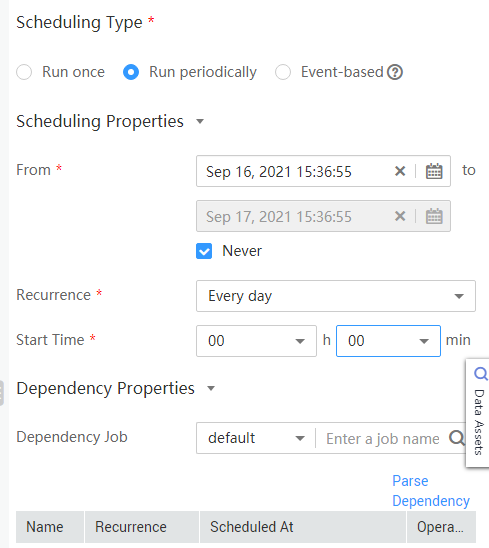 Scheduling Type *
Run once Run periodically Event-based ?
Scheduling Properties
From * Sep 16, 2021 15:36:55 to
Sep 17, 2021 15:36:55
Never
Recurrence * Every day
Start Time * 00 h 00 min
Data Assets
Dependency Properties
Dependency Job default Enter a job name
Parse
Dependency
Name Recurrence Scheduled At Opera...